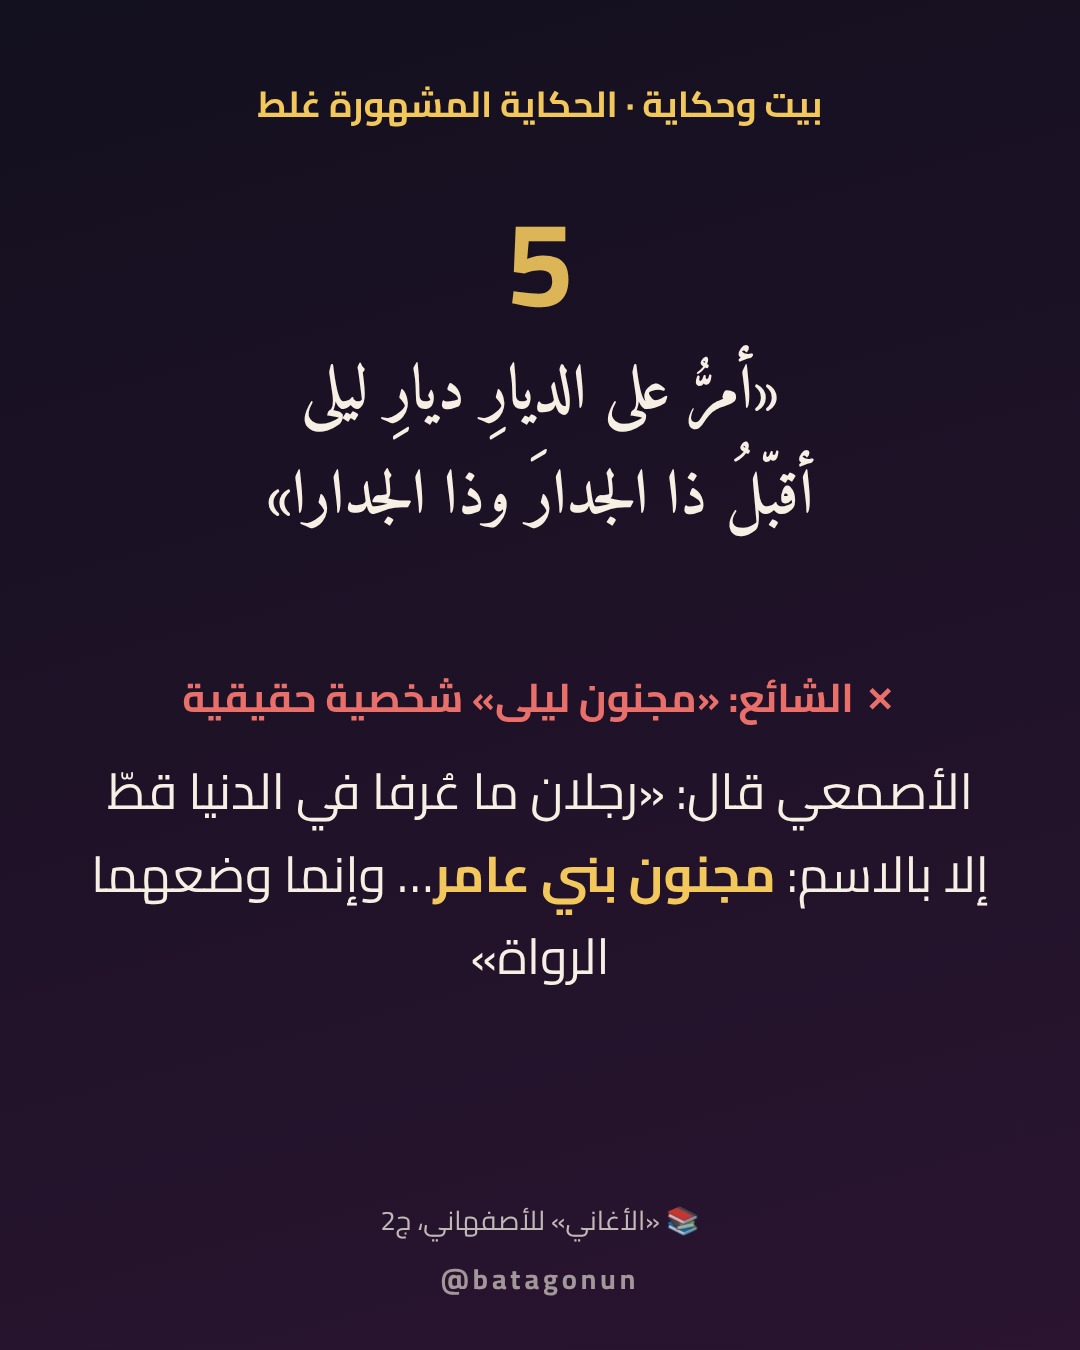 بيت وحكاية · الحكاية المشهورة غلط
5
«أمرُّ على الديارِ ديارِ ليلى
أقبّلُ ذا الجدارَ وذا الجدارا»
× الشائع: «مجنون ليلى» شخصية حقيقية
الأصمعي قال: «رجلان ما عُرفا في الدنيا قطّ
إلا بالاسم: مجنون بني عامر... وإنما وضعهما
الرواة»
📚 «الأغاني» للأصفهاني، ج2
@batagonun